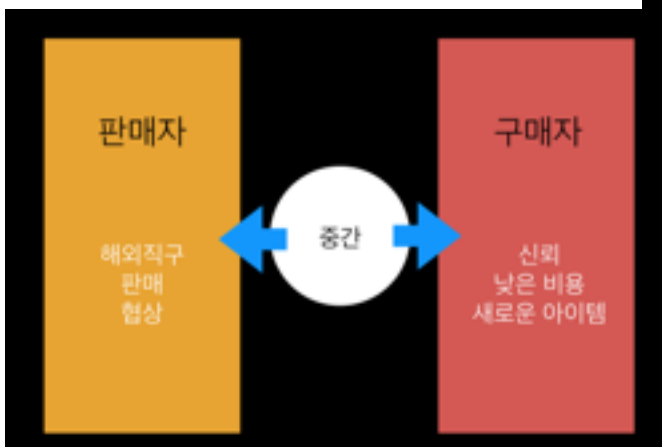 판매자
해외직구
판매
협상
중간
구매자
신뢰
낮은 비용
새로운 아이템